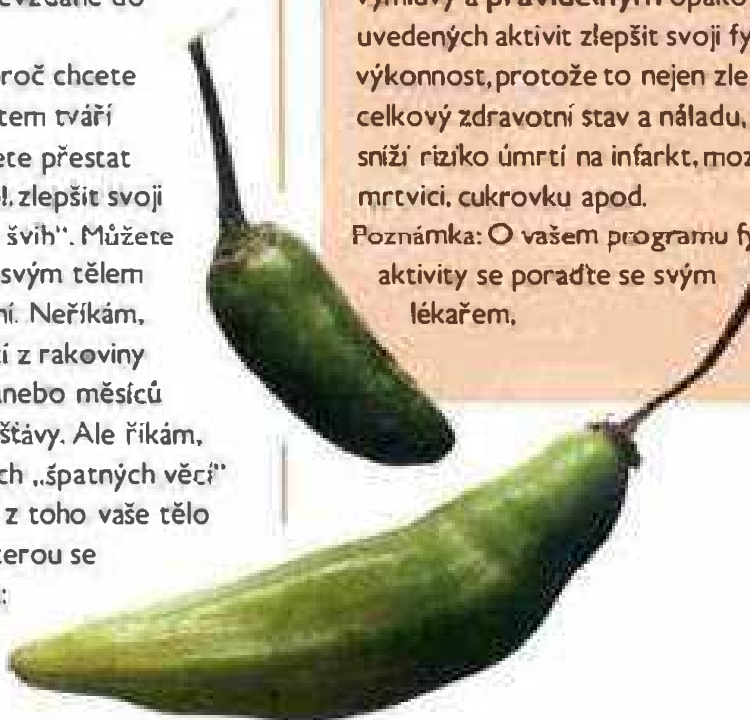 roč chcete
tem tváří
ete přestat
zlepšit svoji
švih“. Můžete
svým tělem
ní. Neříkám,
í z rakoviny
anebo měsíců
šťávy. Ale říkám,
ch „špatných věcí“
z toho vaše tělo
terou se
:
uvedených aktivit zlepšit svoji fy
výkonnost, protože to nejen zle
celkový zdravotní stav a náladu,
sníží riziko úmrtí na infarkt, moz
mrtvici, cukrovku apod.
Poznámka: O vašem programu fy
aktivity se poraďte se svým
lékařem.